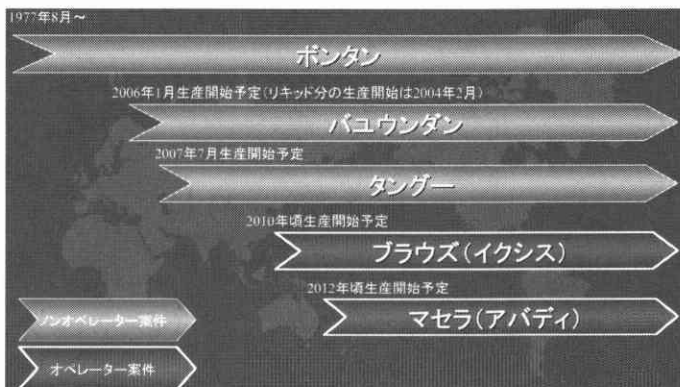 1977年8月～
ボンタン
2006年1月生産開始予定(リキッド分の生産開始は2004年2月)
バユウンダン
2007年7月生産開始予定
タングー
2010年頃生産開始予定
ブラウズ(イクシス)
2012年頃生産開始予定
マセラ(アバディ)
ノンオペレーター案件
オペレーター案件